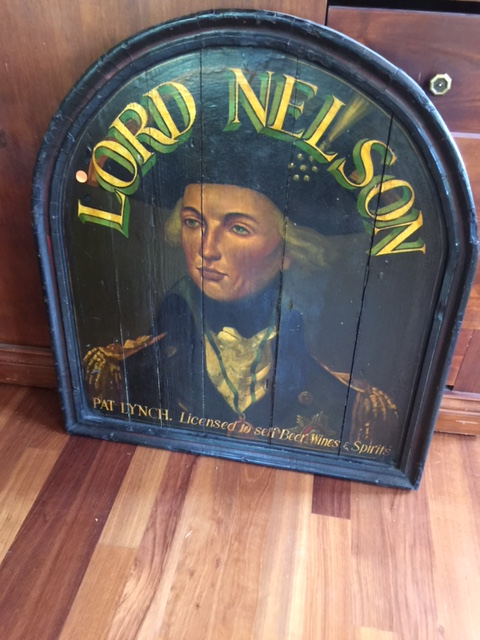 LORD NELSON
PAT LYNCH. Licensed to sell Beer Wines & Spirits